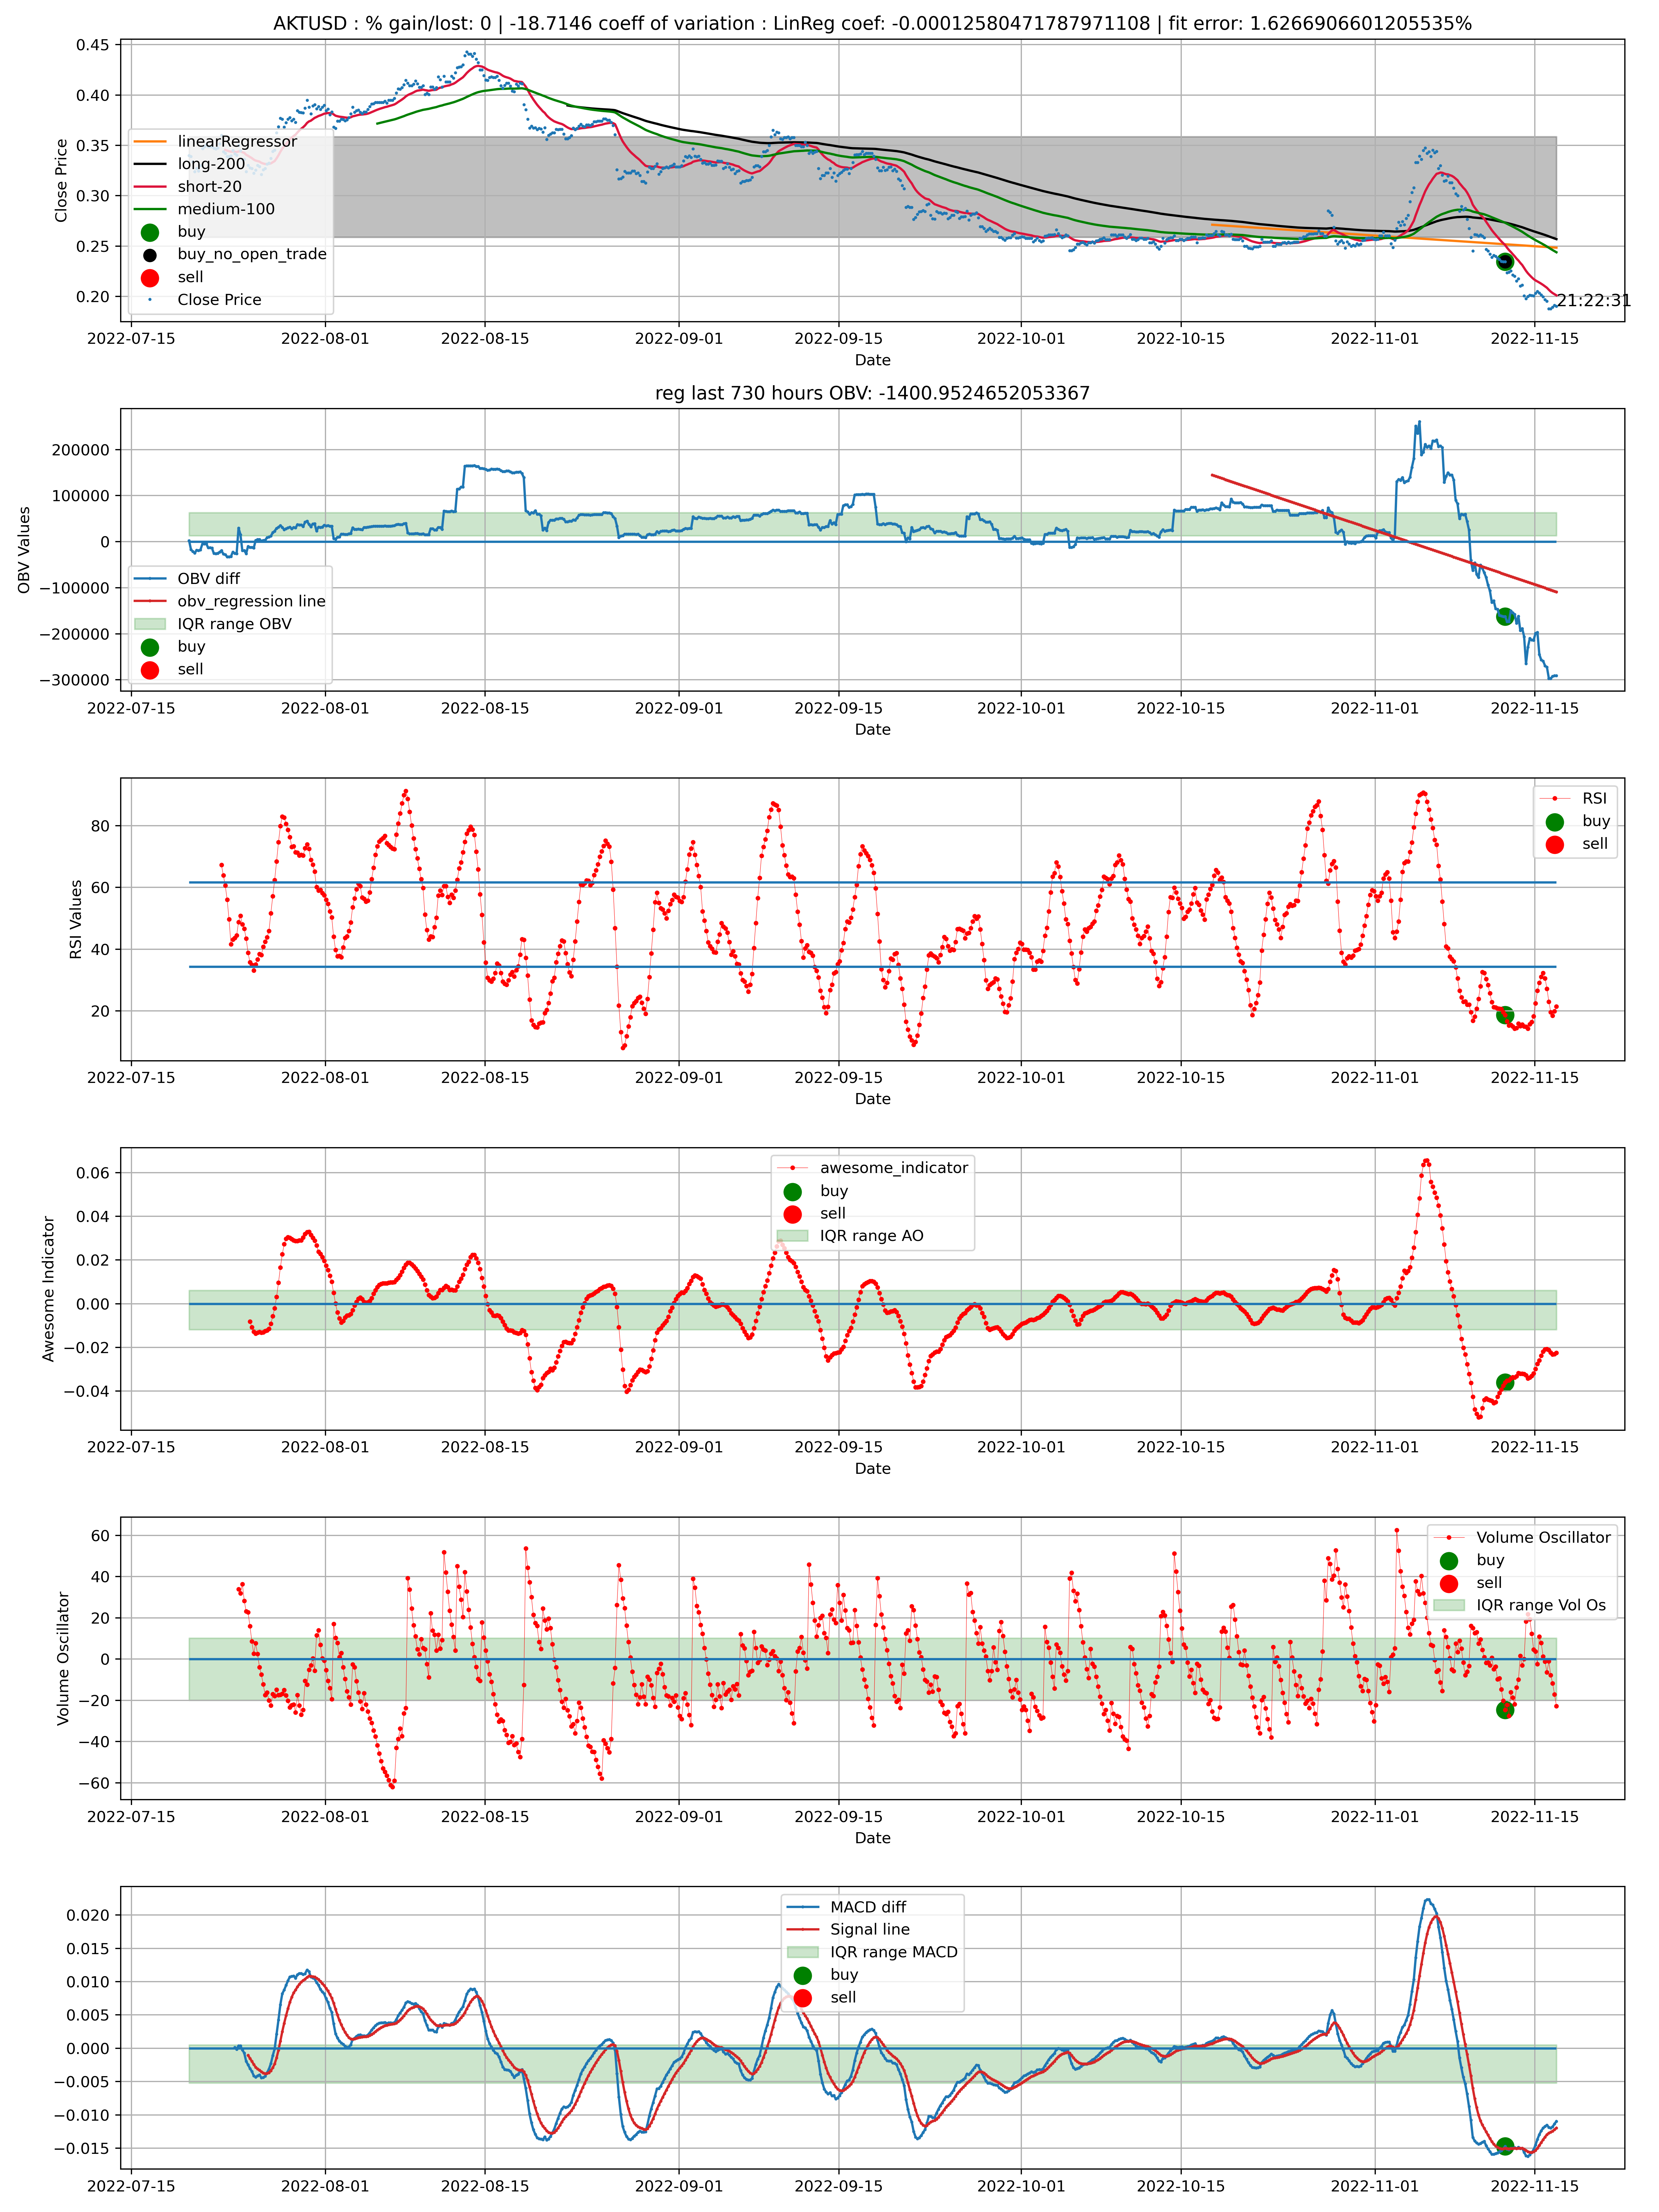 AKTUSD : % gain/lost: 0 | -18.7146 coeff of variation : LinReg coef: -0.00012580471787971108 | fit error: 1.6266906601205535%
Close Price
0.45
0.40
0.35
0.30
0.25
0.20
linearRegressor
long-200
short-20
medium-100
buy
buy_no_open_trade
sell
Close Price
21:22:31
2022-07-15 2022-08-01 2022-08-15 2022-09-01 2022-09-15 2022-10-01 2022-10-15 2022-11-01 2022-11-15
Date
reg last 730 hours OBV: -1400.9524652053367
OBV Values
200000
100000
0
−100000
−200000
−300000
OBV diff
obv_regression line
IQR range OBV
buy
sell
2022-07-15 2022-08-01 2022-08-15 2022-09-01 2022-09-15 2022-10-01 2022-10-15 2022-11-01 2022-11-15
Date
RSI Values
80
60
40
20
RSI
buy
sell
2022-07-15 2022-08-01 2022-08-15 2022-09-01 2022-09-15 2022-10-01 2022-10-15 2022-11-01 2022-11-15
Date
Awesome Indicator
0.06
0.04
0.02
0.00
−0.02
−0.04
awesome_indicator
buy
sell
IQR range AO
2022-07-15 2022-08-01 2022-08-15 2022-09-01 2022-09-15 2022-10-01 2022-10-15 2022-11-01 2022-11-15
Date
Volume Oscillator
60
40
20
0
−20
−40
−60
Volume Oscillator
buy
sell
IQR range Vol Os
2022-07-15 2022-08-01 2022-08-15 2022-09-01 2022-09-15 2022-10-01 2022-10-15 2022-11-01 2022-11-15
Date
0.020
0.015
0.010
0.005
0.000
−0.005
−0.010
−0.015
MACD diff
Signal line
IQR range MACD
buy
sell
2022-07-15 2022-08-01 2022-08-15 2022-09-01 2022-09-15 2022-10-01 2022-10-15 2022-11-01 2022-11-15